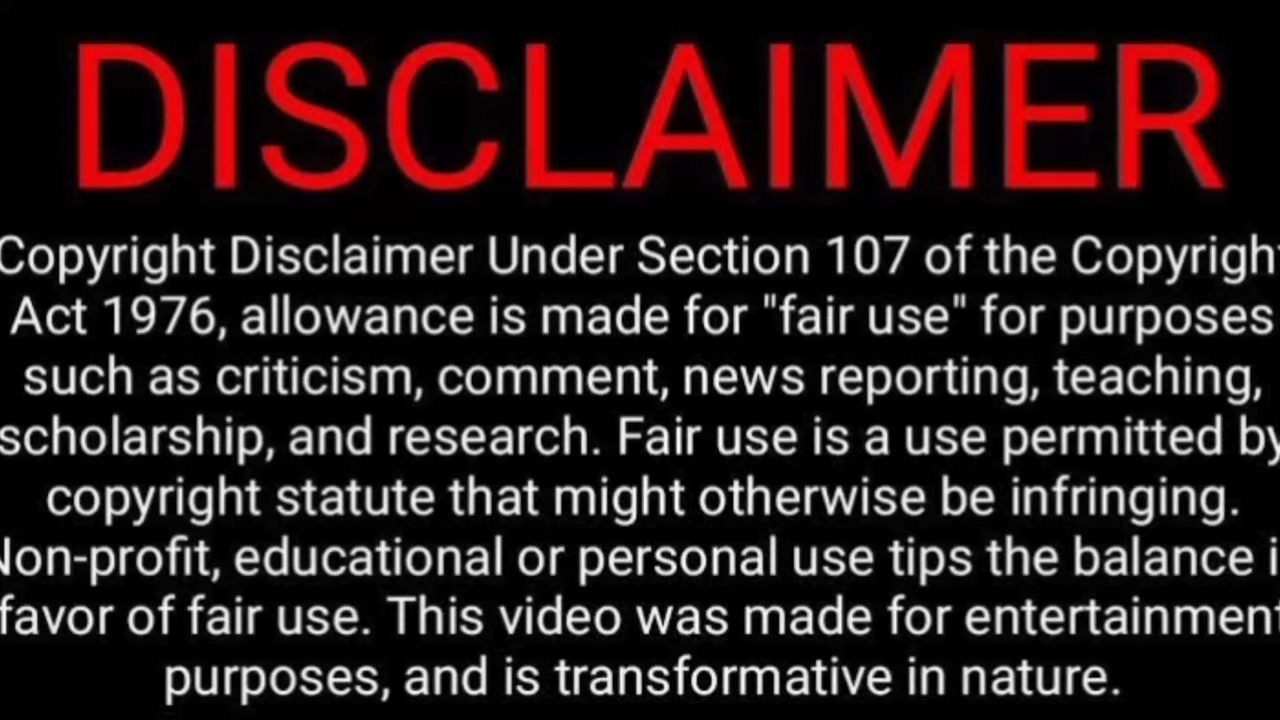 DISCLAIMER
Copyright Disclaimer Under Section 107 of the Copyright
Act 1976, allowance is made for "fair use" for purposes
such as criticism, comment, news reporting, teaching,
scholarship, and research. Fair use is a use permitted by
copyright statute that might otherwise be infringing.
Non-profit, educational or personal use tips the balance i
favor of fair use. This video was made for entertainment
purposes, and is transformative in nature.